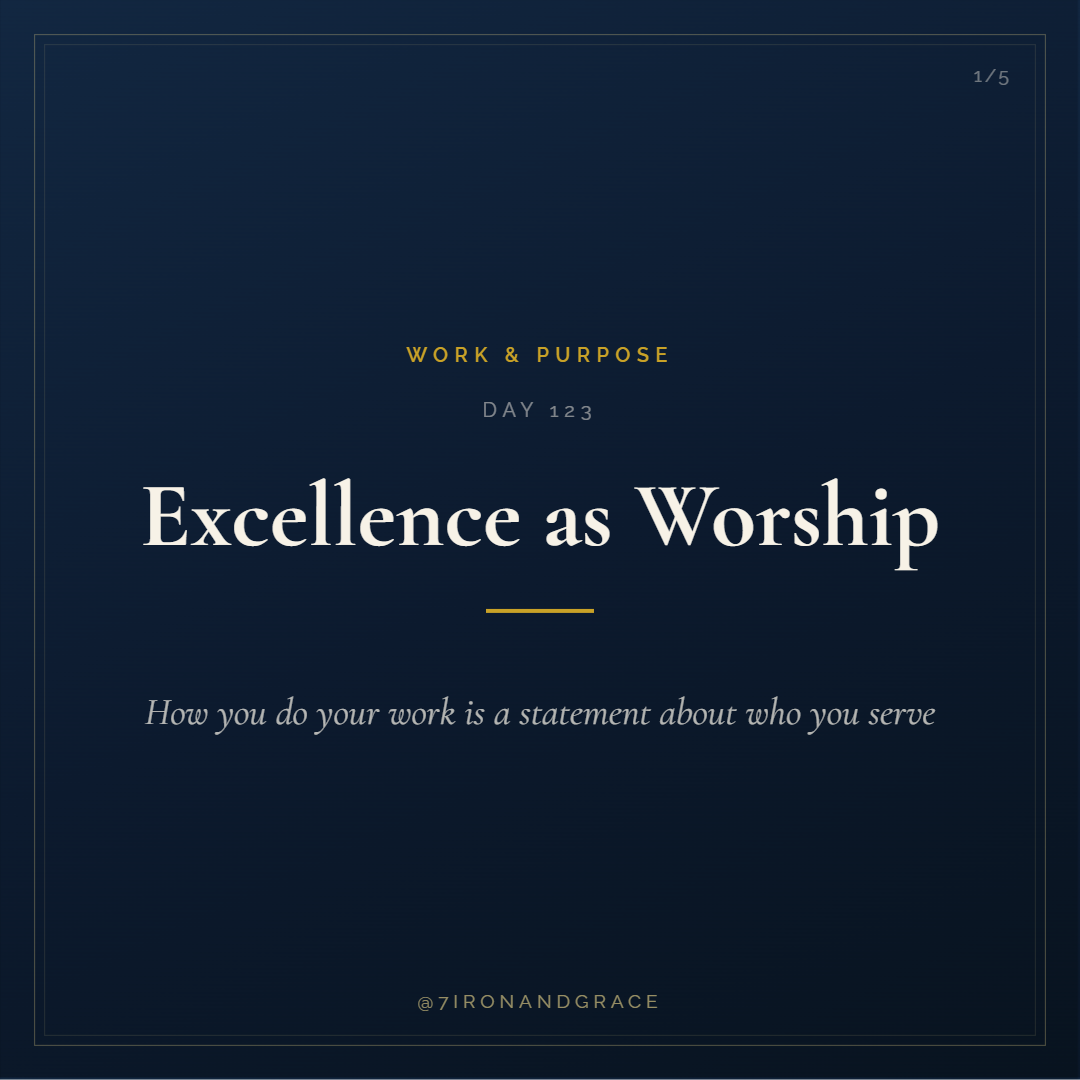 1/5
WORK & PURPOSE
DAY 123
Excellence as Worship
How you do your work is a statement about who you serve
@7IRONANDGRACE